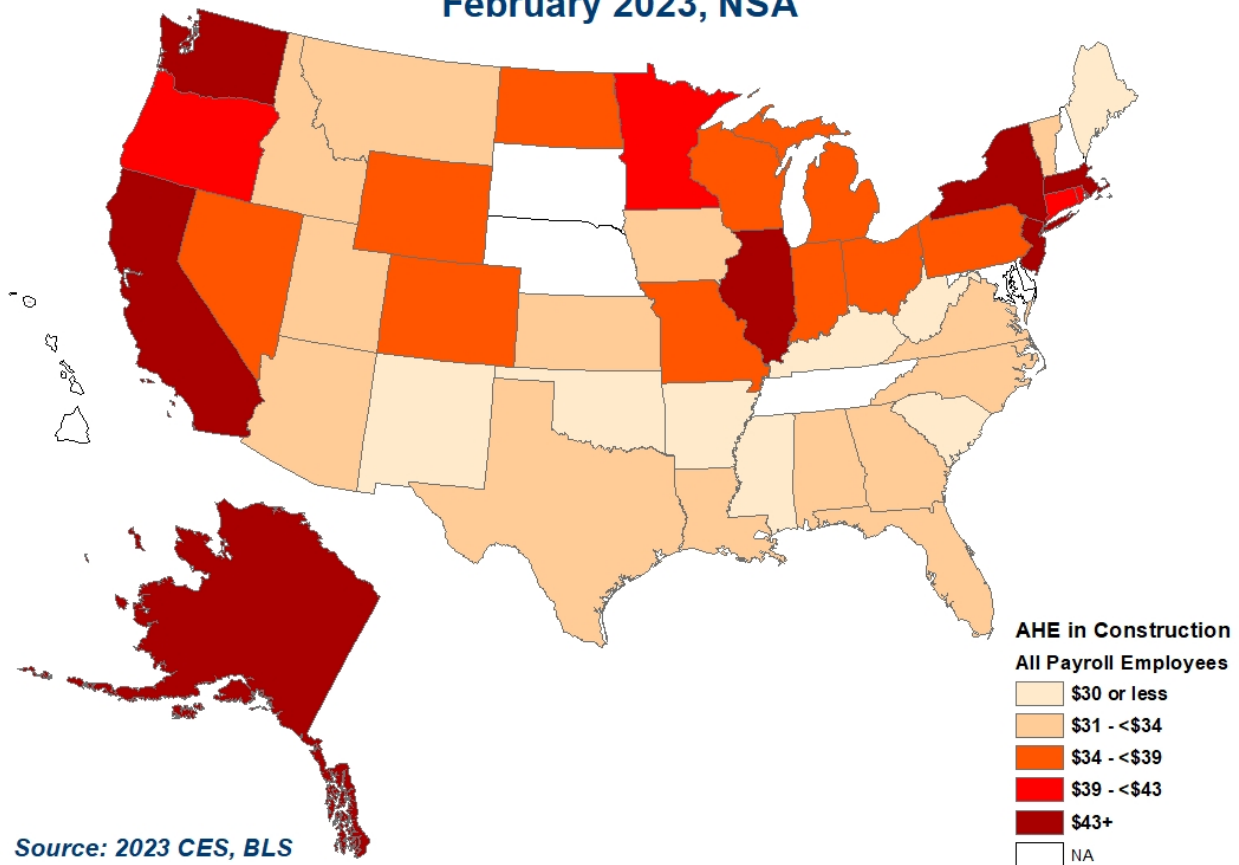 February 2023, NSA
AHE in Construction
All Payroll Employees
$30 or less
$31 - <$34
$34 - <$39
$39 - <$43
$43+
NA
Source: 2023 CES, BLS